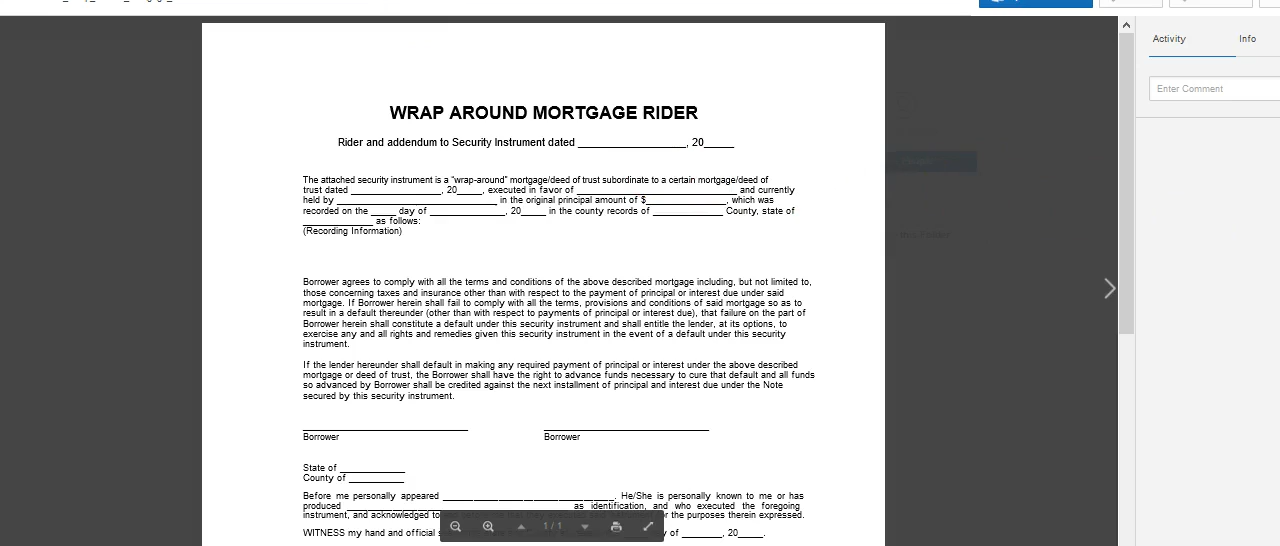 Activity
Info
Enter Comment
WRAP AROUND MORTGAGE RIDER
Rider and addendum to Security Instrument dated __________________, 20_____
The attached security instrument is a "wrap-around" mortgage/deed of trust subordinate to a certain mortgage/deed of
trust dated __________________, 20_____, executed in favor of ________________________________ and currently
held by ________________________________ in the original principal amount of $________________, which was
recorded on the _____ day of _______________, 20_____ in the county records of ______________ County, state of
______________ as follows:
(Recording Information)
Borrower agrees to comply with all the terms and conditions of the above described mortgage including, but not limited to,
those concerning taxes and insurance other than with respect to the payment of principal or interest due under said
mortgage. If Borrower herein shall fail to comply with all the terms, provisions and conditions of said mortgage so as to
result in a default thereunder (other than with respect to payments of principal or interest due), that failure on the part of
Borrower herein shall constitute a default under this security instrument and shall entitle the lender, at its options, to
exercise any and all rights and remedies given this security instrument in the event of a default under this security
instrument.
If the lender hereunder shall default in making any required payment of principal or interest under the above described
mortgage or deed of trust, the Borrower shall have the right to advance funds necessary to cure that default and all funds
so advanced by Borrower shall be credited against the next installment of principal and interest due under the Note
secured by this security instrument.
Borrower
Borrower
State of _____________
County of ___________
Before me personally appeared __________________________________. He/She is personally known to me or has
produced ______________________________ as identification, and who executed the foregoing
instrument, and acknowledged to the purposes therein expressed.
WITNESS my hand and official of ________, 20_____.
1 / 1